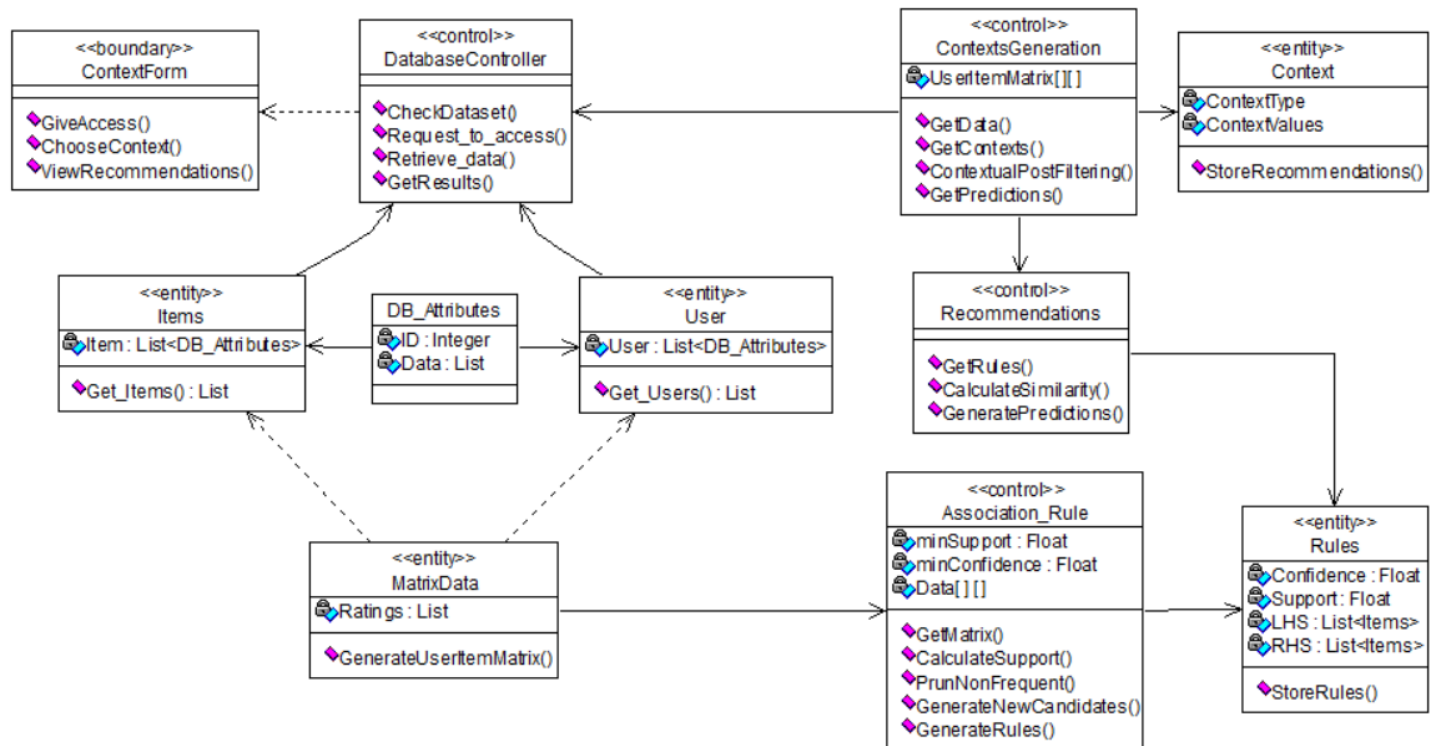 <<boundary>>
ContextForm
GiveAccess()
ChooseContext()
ViewRecommendations()
<<control>>
DatabaseController
CheckDataset()
Request_to_access()
Retrieve_data()
GetResults()
<<control>>
ContextsGeneration
UserItemMatrix[][]
GetData()
GetContexts()
ContextualPostFiltering()
GetPredictions()
<<entity>>
Context
ContextType
ContextValues
StoreRecommendations()
<<entity>>
Items
Item : List<DB_Attributes>
Get_Items() : List
DB_Attributes
ID : Integer
Data : List
<<entity>>
User
User : List<DB_Attributes>
Get_Users() : List
<<control>>
Recommendations
GetRules()
CalculateSimilarity()
GeneratePredictions()
<<entity>>
MatrixData
Ratings : List
GenerateUserItemMatrix()
<<control>>
Association_Rule
minSupport : Float
minConfidence : Float
Data[][]
GetMatrix()
CalculateSupport()
PrunNonFrequent()
GenerateNewCandidates()
GenerateRules()
<<entity>>
Rules
Confidence : Float
Support : Float
LHS : List<Items>
RHS : List<Items>
StoreRules()